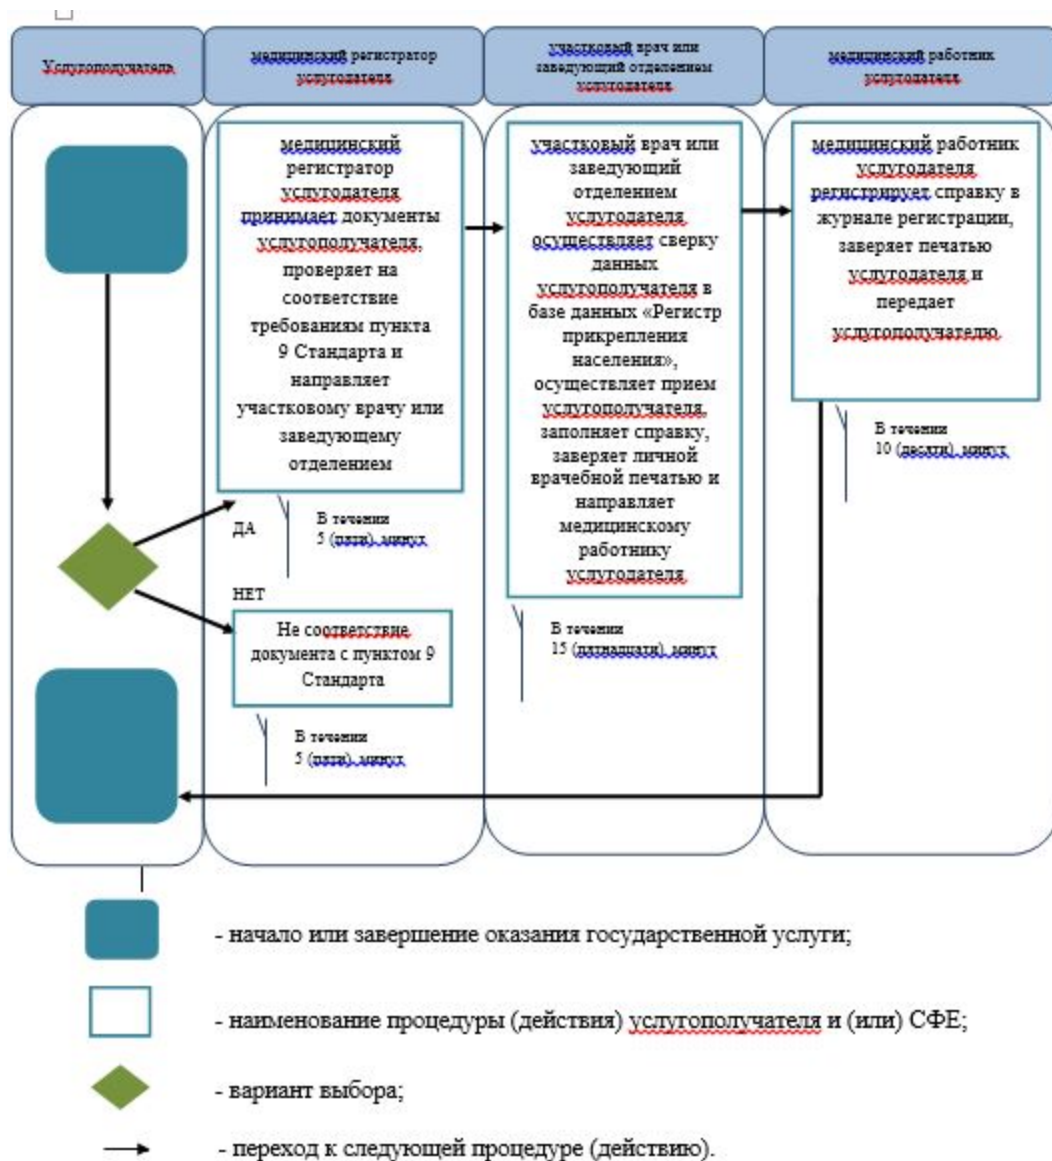 Услугополучатель
медицинский регистратор
услугодателя
участковый врач или
заведующий отделением
услугодателя
медицинский работник
услугодателя
медицинский
регистратор
услугодателя
принимает документы
услугополучателя,
проверяет на
соответствие
требованиям пункта
9 Стандарта и
направляет
участковому врачу или
заведующему
отделением
участковый врач или
заведующий
отделением
услугодателя
осуществляет сверку
данных
услугополучателя в
базе данных «Регистр
прикрепления
населения»,
осуществляет прием
услугополучателя,
заполняет справку,
заверяет личной
врачебной печатью и
направляет
медицинскому
работнику
услугодателя
медицинский работник
услугодателя
регистрирует справку в
журнале регистрации,
заверяет печатью
услугодателя и
передает
услугополучателю
В течении
10 (десяти) минут
ДА
В течении
5 (пяти) минут
НЕТ
Не соответствие
документа с пунктом 9
Стандарта
В течении
15 (пятнадцати) минут
В течении
5 (пяти) минут
- начало или завершение оказания государственной услуги;
- наименование процедуры (действия) услугополучателя и (или) СФЕ;
- вариант выбора;
- переход к следующей процедуре (действию).